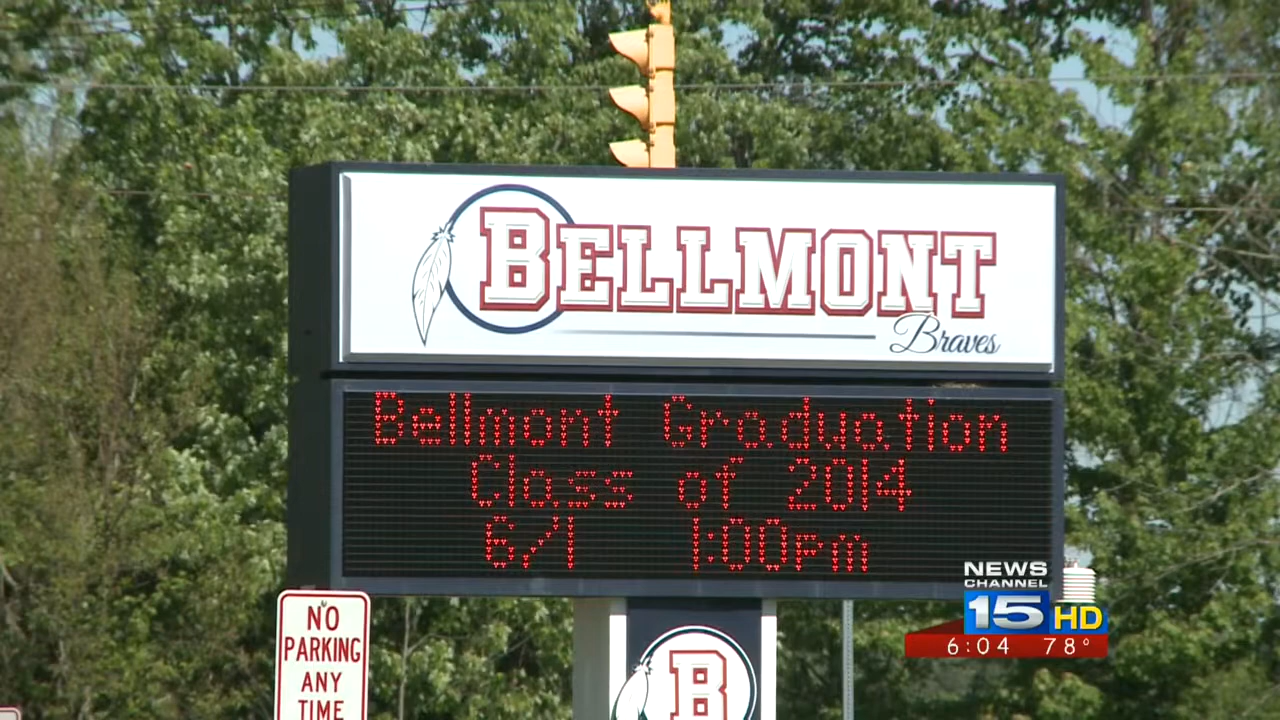 BELLMONT
Braves
Bellmont Graduation
Class of 2014
6/1 1:00pm
NO
PARKING
ANY
TIME
B
NEWS
CHANNEL
15 HD
6:04 78°